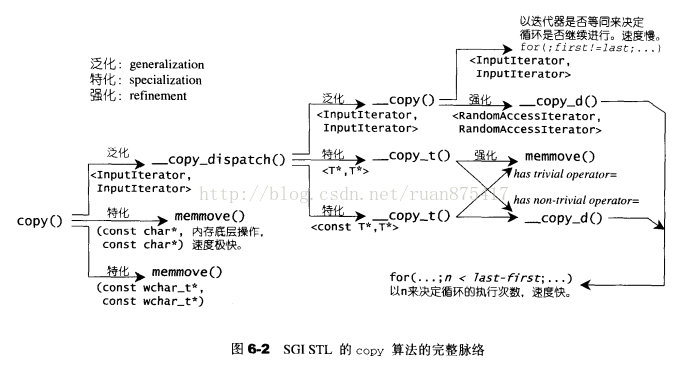 以迭代器是否等同来决定
循环是否继续进行。速度慢。
for(;first!=last;...)
泛化: generalization
特化: specialization
强化: refinement
泛化
__copy()
<InputIterator,
InputIterator>
<InputIterator,
InputIterator>
强化
__copy_d()
<RandomAccessIterator,
RandomAccessIterator>
泛化
__copy_dispatch()
<InputIterator,
InputIterator>
特化
<T*,T*>
__copy_t()
强化
memmove()
has trivial operator=
http://blog.csdn.net/ruan875417
has non-trivial operator=
copy()
特化
memmove()
(const char*,
const char*)
内存底层操作,
速度极快。
特化
<const T*,T*>
__copy_t()
__copy_d()
特化
memmove()
(const wchar_t*,
const wchar_t*)
for(...;n < last-first;...)
以n来决定循环的执行次数,速度快。
图 6-2 SGI STL 的 copy 算法的完整脉络